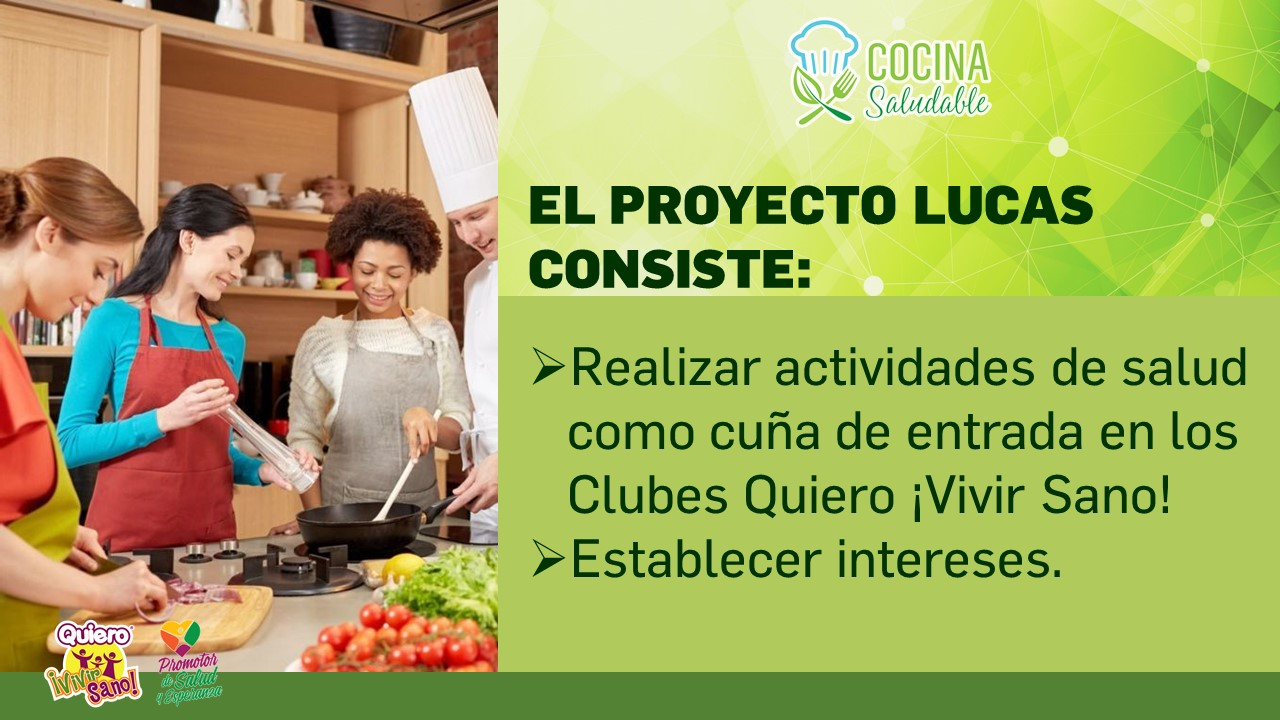 COCINA
Saludable
EL PROYECTO LUCAS
CONSISTE:
➢Realizar actividades de salud
como cuña de entrada en los
Clubes Quiero ¡Vivir Sano!
➢Establecer intereses.
Quiero
¡Vivir
Sano!
Promotor
de Salud
y Esperanza